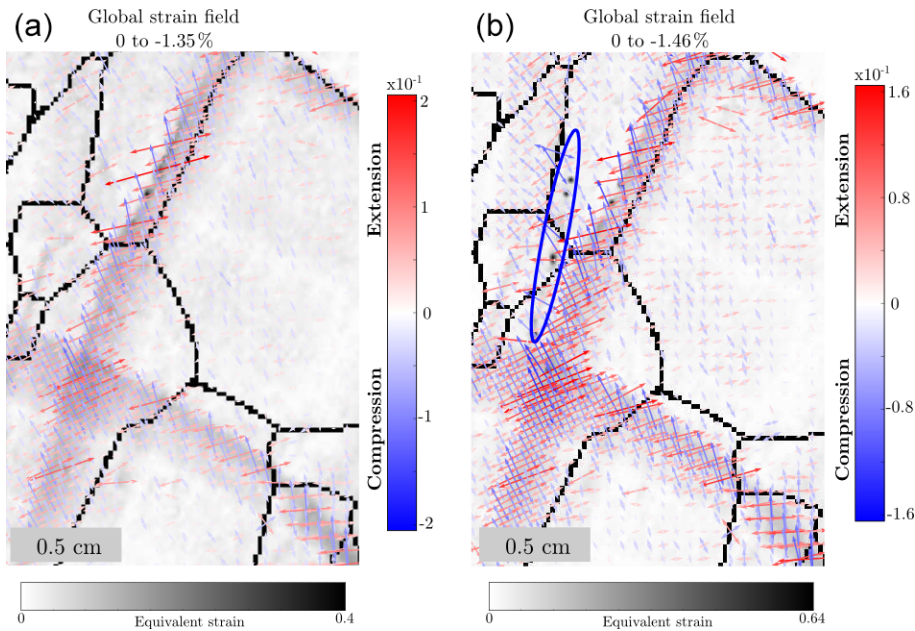 (a)
Global strain field
0 to -1.35%
x10⁻¹
2
1
0
-1
-2
Extension
Compression
0.5 cm
0
0.4
Equivalent strain
(b)
Global strain field
0 to -1.46%
x10⁻¹
1.6
0.8
0
-0.8
-1.6
Extension
Compression
0.5 cm
0
0.64
Equivalent strain